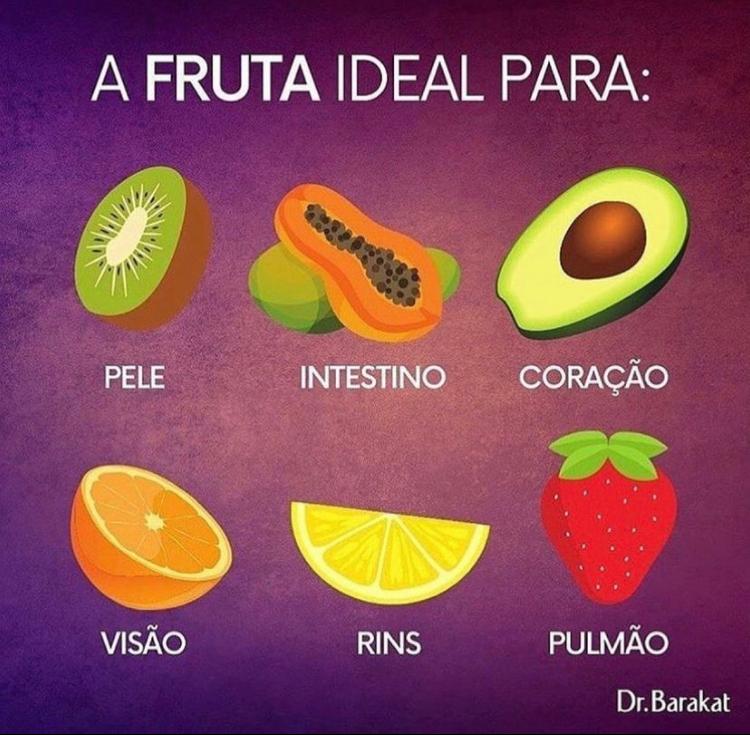 A FRUTA IDEAL PARA:
PELE
INTESTINO
CORAÇÃO
VISÃO
RINS
PULMÃO
Dr.Barakat